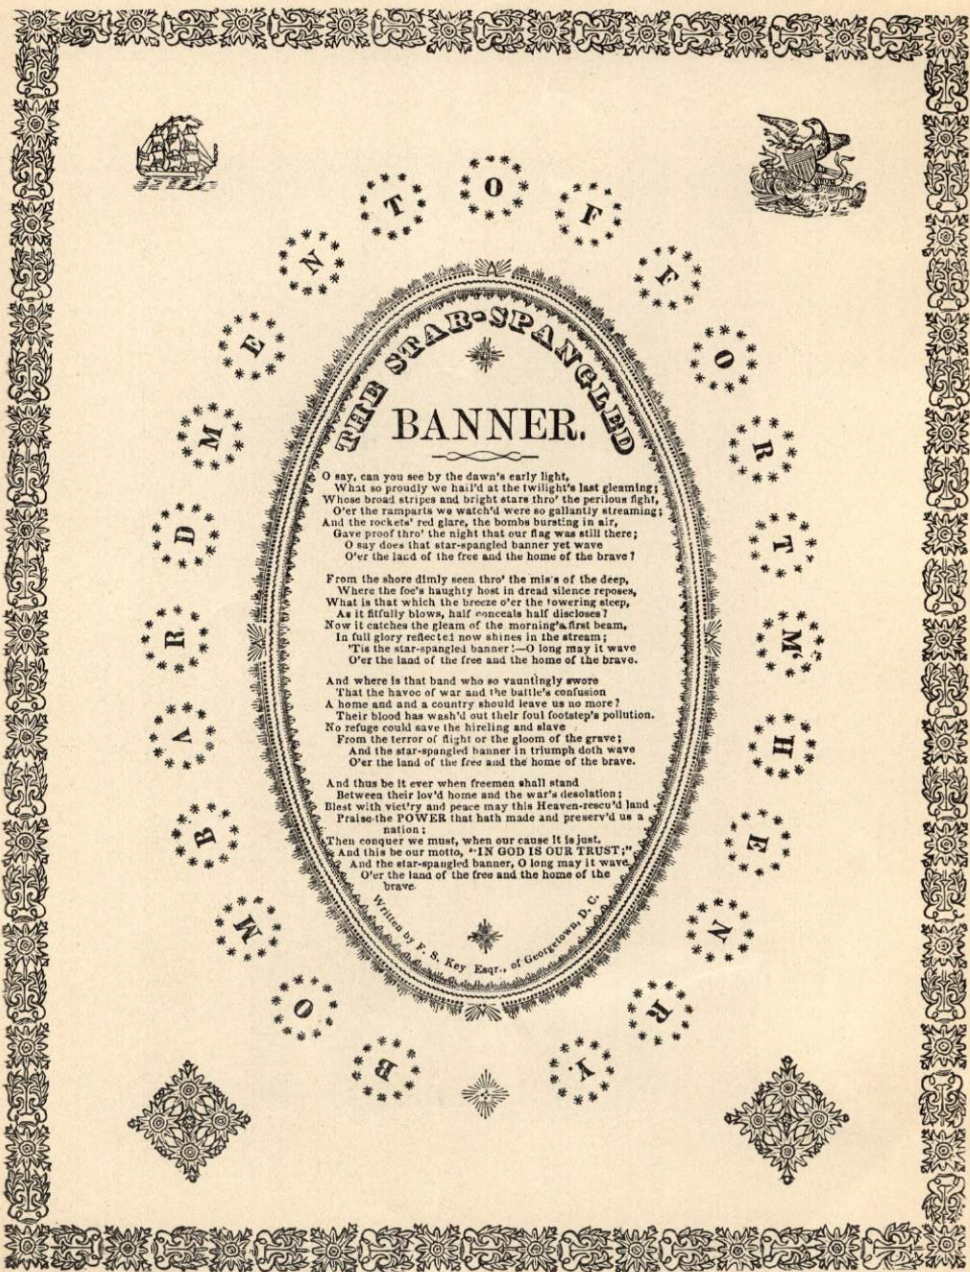 BOMBARDMENT OF FORT M'HENRY.
THE STAR-SPANGLED
BANNER.
O say, can you see by the dawn's early light,
What so proudly we hail'd at the twilight's last gleaming;
Whose broad stripes and bright stars thro' the perilous fight,
O'er the ramparts we watch'd were so gallantly streaming;
And the rockets' red glare, the bombs bursting in air,
Gave proof thro' the night that our flag was still there;
O say does that star-spangled banner yet wave
O'er the land of the free and the home of the brave?
From the shore dimly seen thro' the mis's of the deep,
Where the foe's haughty host in dread silence reposes,
What is that which the breeze o'er the towering steep,
As it fitfully blows, half conceals half discloses?
Now it catches the gleam of the morning's first beam,
In full glory reflected now shines in the stream;
'Tis the star-spangled banner!—O long may it wave
O'er the land of the free and the home of the brave.
And where is that band who so vauntingly swore
That the havoc of war and the battle's confusion
A home and and a country should leave us no more?
Their blood has wash'd out their foul footstep's pollution.
No refuge could save the hireling and slave
From the terror of flight or the gloom of the grave;
And the star-spangled banner in triumph doth wave
O'er the land of the free and the home of the brave.
And thus be it ever when freemen shall stand
Between their lov'd home and the war's desolation;
Blest with vict'ry and peace may this Heaven-rescu'd land
Praise the POWER that hath made and preserv'd us a
nation;
Then conquer we must, when our cause it is just.
And this be our motto, "IN GOD IS OUR TRUST;"
And the star-spangled banner, O long may it wave
O'er the land of the free and the home of the
brave.
Written by F. S. Key Esqr., of Georgetown, D. C.